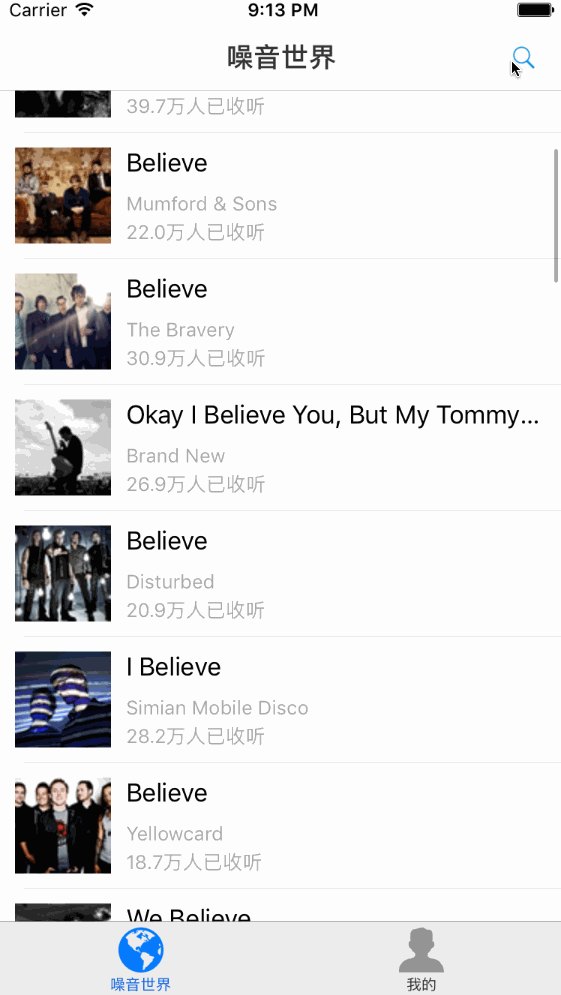 Carrier 9:13 PM
噪音世界
39.7万人已收听
Believe
Mumford & Sons
22.0万人已收听
Believe
The Bravery
30.9万人已收听
Okay I Believe You, But My Tommy...
Brand New
26.9万人已收听
Believe
Disturbed
20.9万人已收听
I Believe
Simian Mobile Disco
28.2万人已收听
Believe
Yellowcard
18.7万人已收听
We Believe
噪音世界 我的